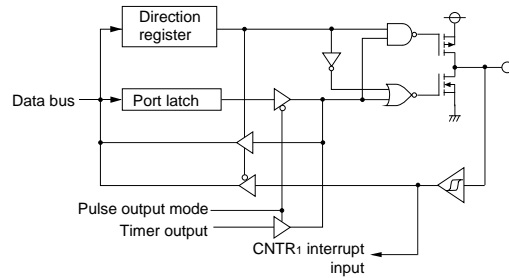 Direction
register
Data bus
Port latch
Pulse output mode
Timer output
CNTR1 interrupt
input